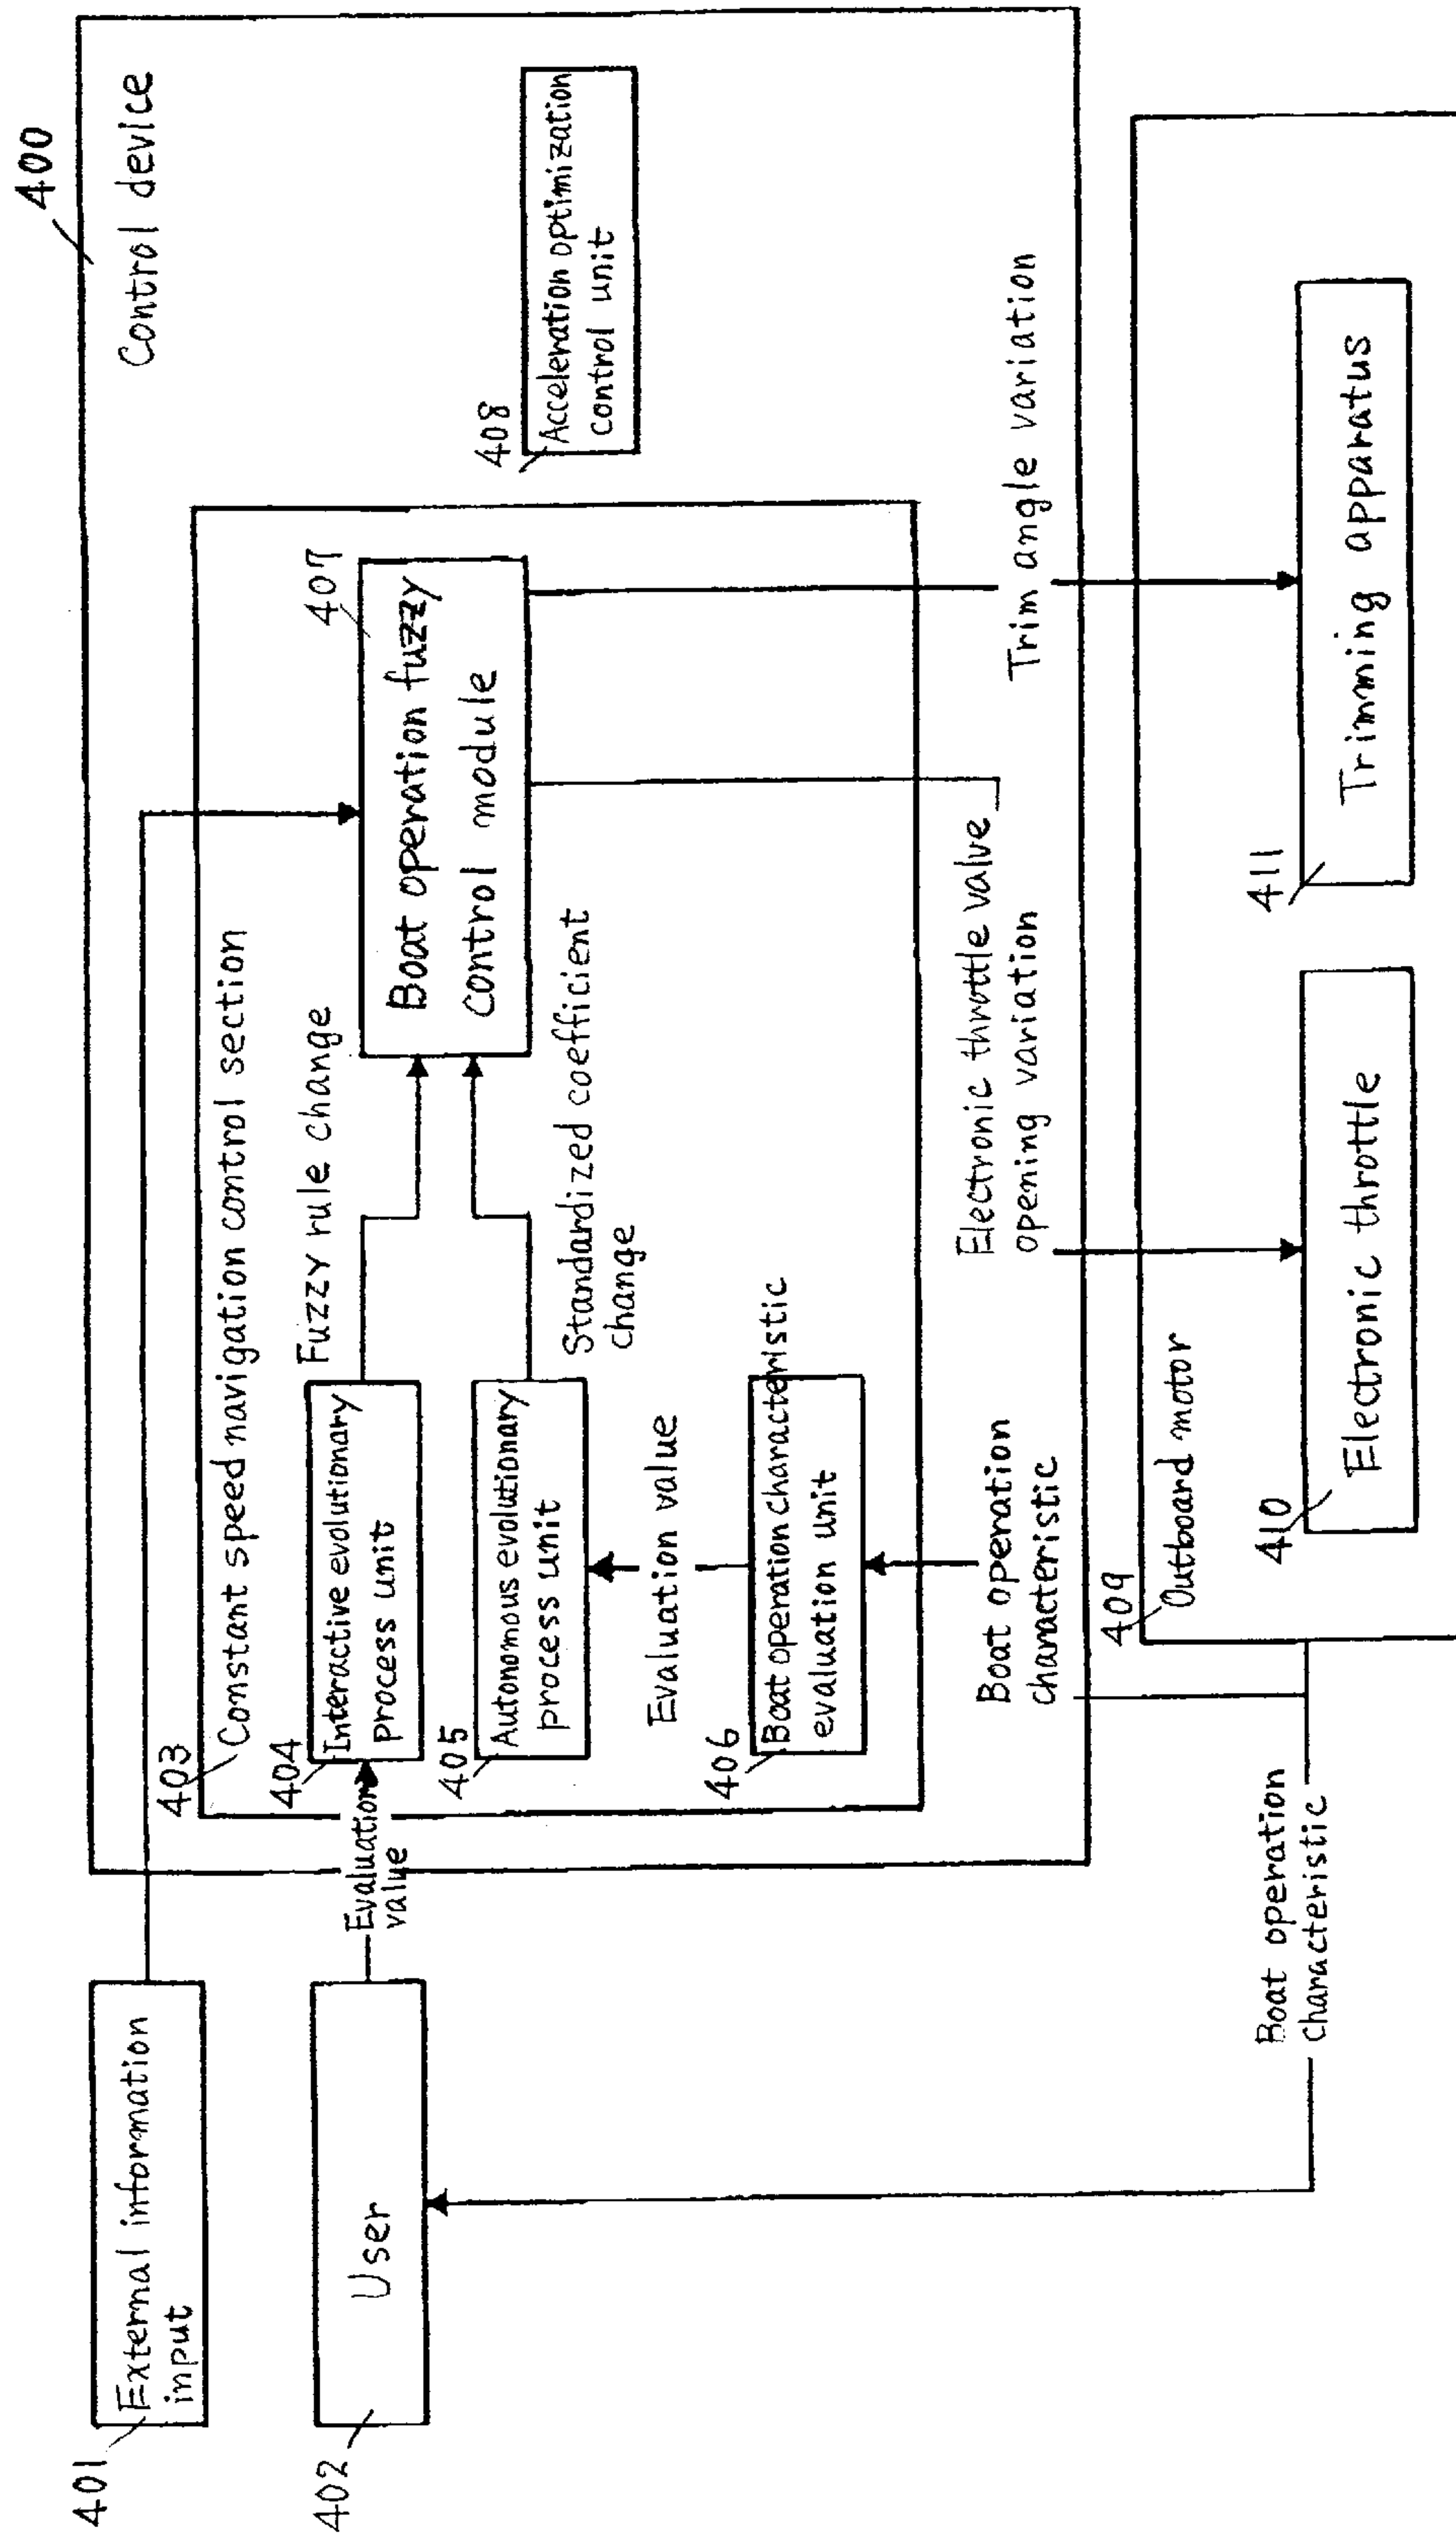 400
Control device
401
External information
input
402
User
Evaluation
value
403
Constant speed navigation control section
404
Interactive evolutionary
process unit
Fuzzy rule change
405
Autonomous evolutionary
process unit
Standardized coefficient
change
Evaluation value
406
Boat operation characteristic
evaluation unit
407
Boat operation fuzzy
control module
408
Acceleration optimization
control unit
Boat operation
characteristic
Electronic throttle value
opening variation
Trim angle variation
409
Outboard motor
410
Electronic throttle
411
Trimming apparatus
Boat operation
characteristic